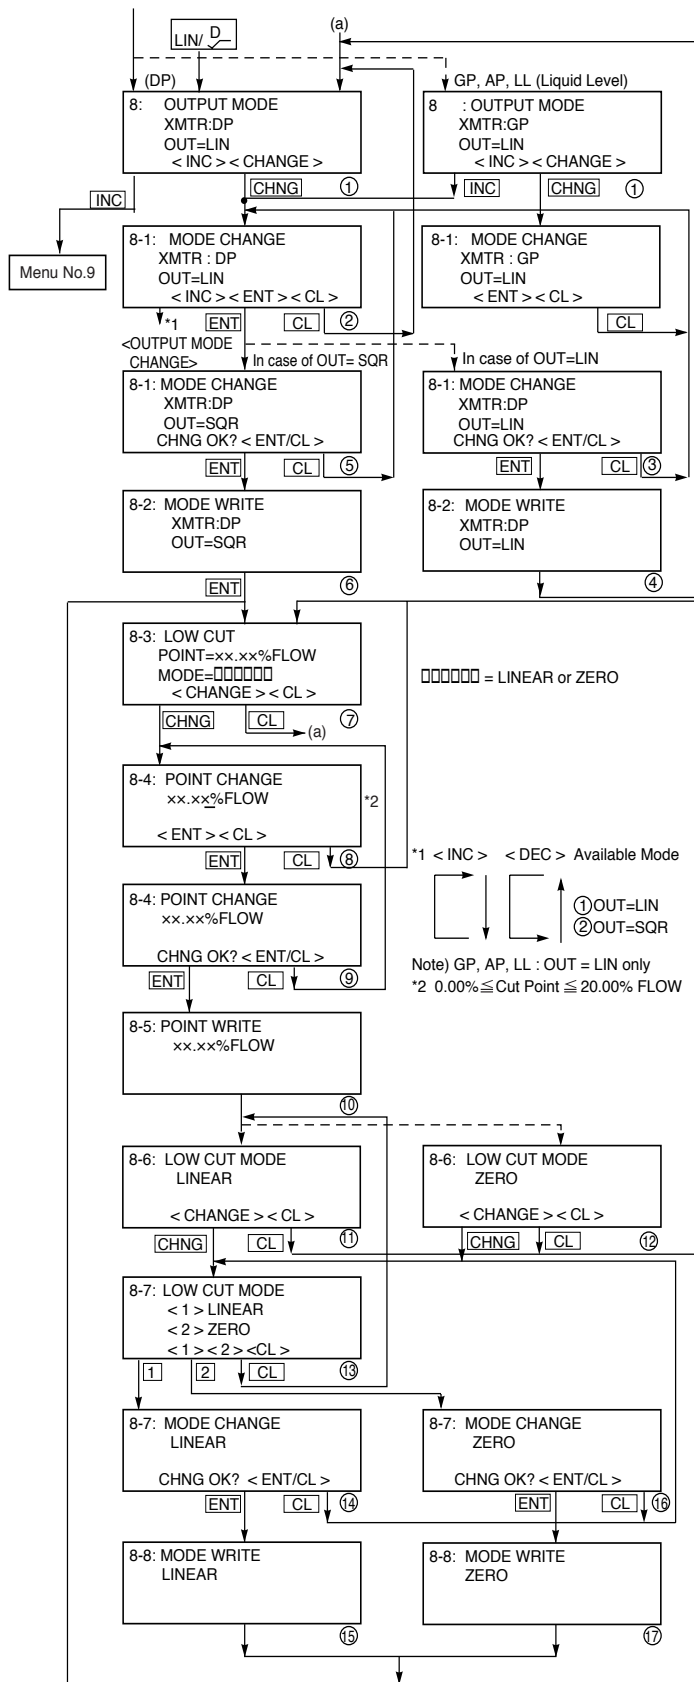 LIN/ D
(a)
(DP)
GP, AP, LL (Liquid Level)
8: OUTPUT MODE
XMTR:DP
OUT=LIN
< INC > < CHANGE >
①
8 : OUTPUT MODE
XMTR:GP
OUT=LIN
< INC > < CHANGE >
①
INC
CHNG
INC
CHNG
Menu No.9
8-1: MODE CHANGE
XMTR : DP
OUT=LIN
< INC > < ENT > < CL >
②
8-1: MODE CHANGE
XMTR : GP
OUT=LIN
< ENT > < CL >
*1
ENT
CL
CL
<OUTPUT MODE
CHANGE>
In case of OUT= SQR
In case of OUT=LIN
8-1: MODE CHANGE
XMTR:DP
OUT=SQR
CHNG OK? < ENT/CL >
⑤
8-1: MODE CHANGE
XMTR:DP
OUT=LIN
CHNG OK? < ENT/CL >
③
ENT
CL
ENT
CL
8-2: MODE WRITE
XMTR:DP
OUT=SQR
⑥
8-2: MODE WRITE
XMTR:DP
OUT=LIN
④
ENT
8-3: LOW CUT
POINT=××.××%FLOW
MODE=▯▯▯▯▯▯
< CHANGE > < CL >
⑦
▯▯▯▯▯▯ = LINEAR or ZERO
CHNG
CL
(a)
8-4: POINT CHANGE
××.××%FLOW
< ENT > < CL >
⑧
*2
ENT
CL
8-4: POINT CHANGE
××.××%FLOW
CHNG OK? < ENT/CL >
⑨
*1 < INC > < DEC > Available Mode
①OUT=LIN
②OUT=SQR
Note) GP, AP, LL : OUT = LIN only
*2 0.00%≦Cut Point ≦ 20.00% FLOW
ENT
CL
8-5: POINT WRITE
××.××%FLOW
⑩
8-6: LOW CUT MODE
LINEAR
< CHANGE > < CL >
⑪
8-6: LOW CUT MODE
ZERO
< CHANGE > < CL >
⑫
CHNG
CL
CHNG
CL
8-7: LOW CUT MODE
< 1 > LINEAR
< 2 > ZERO
< 1 > < 2 > <CL >
⑬
1
2
CL
8-7: MODE CHANGE
LINEAR
CHNG OK? < ENT/CL >
⑭
8-7: MODE CHANGE
ZERO
CHNG OK? < ENT/CL >
⑯
ENT
CL
ENT
CL
8-8: MODE WRITE
LINEAR
⑮
8-8: MODE WRITE
ZERO
⑰